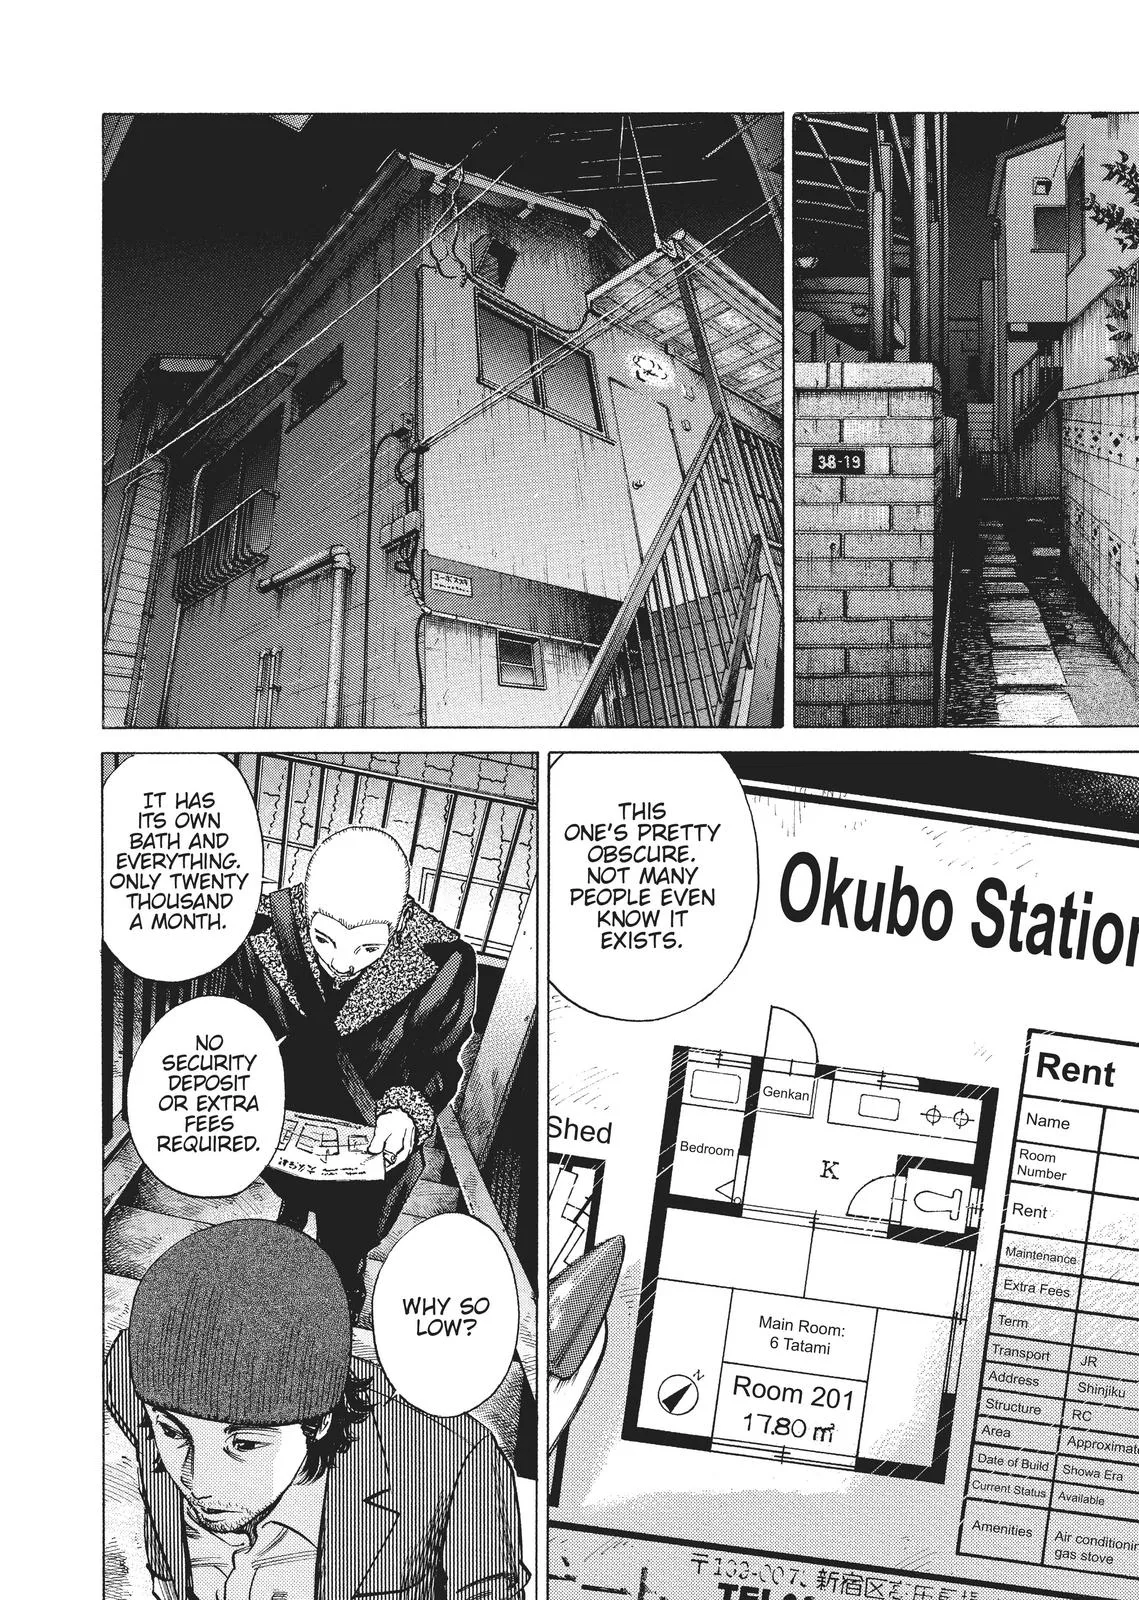 38-19
THIS
ONE'S PRETTY
OBSCURE.
NOT MANY
PEOPLE EVEN
KNOW IT
EXISTS.
Okubo Station
Shed
Genkan
Bedroom
K
Main Room:
6 Tatami
N
Room 201
17.80 ㎡
Rent
Name
Room
Number
Rent
Maintenance
Extra Fees
Term
Transport JR
Address Shinjiku
Structure RC
Area Approximate
Date of Build Showa Era
Current Status Available
Amenities Air conditioning
gas stove
新宿区
TEL
IT HAS
ITS OWN
BATH AND
EVERYTHING.
ONLY TWENTY
THOUSAND
A MONTH.
NO
SECURITY
DEPOSIT
OR EXTRA
FEES
REQUIRED.
WHY SO
LOW?